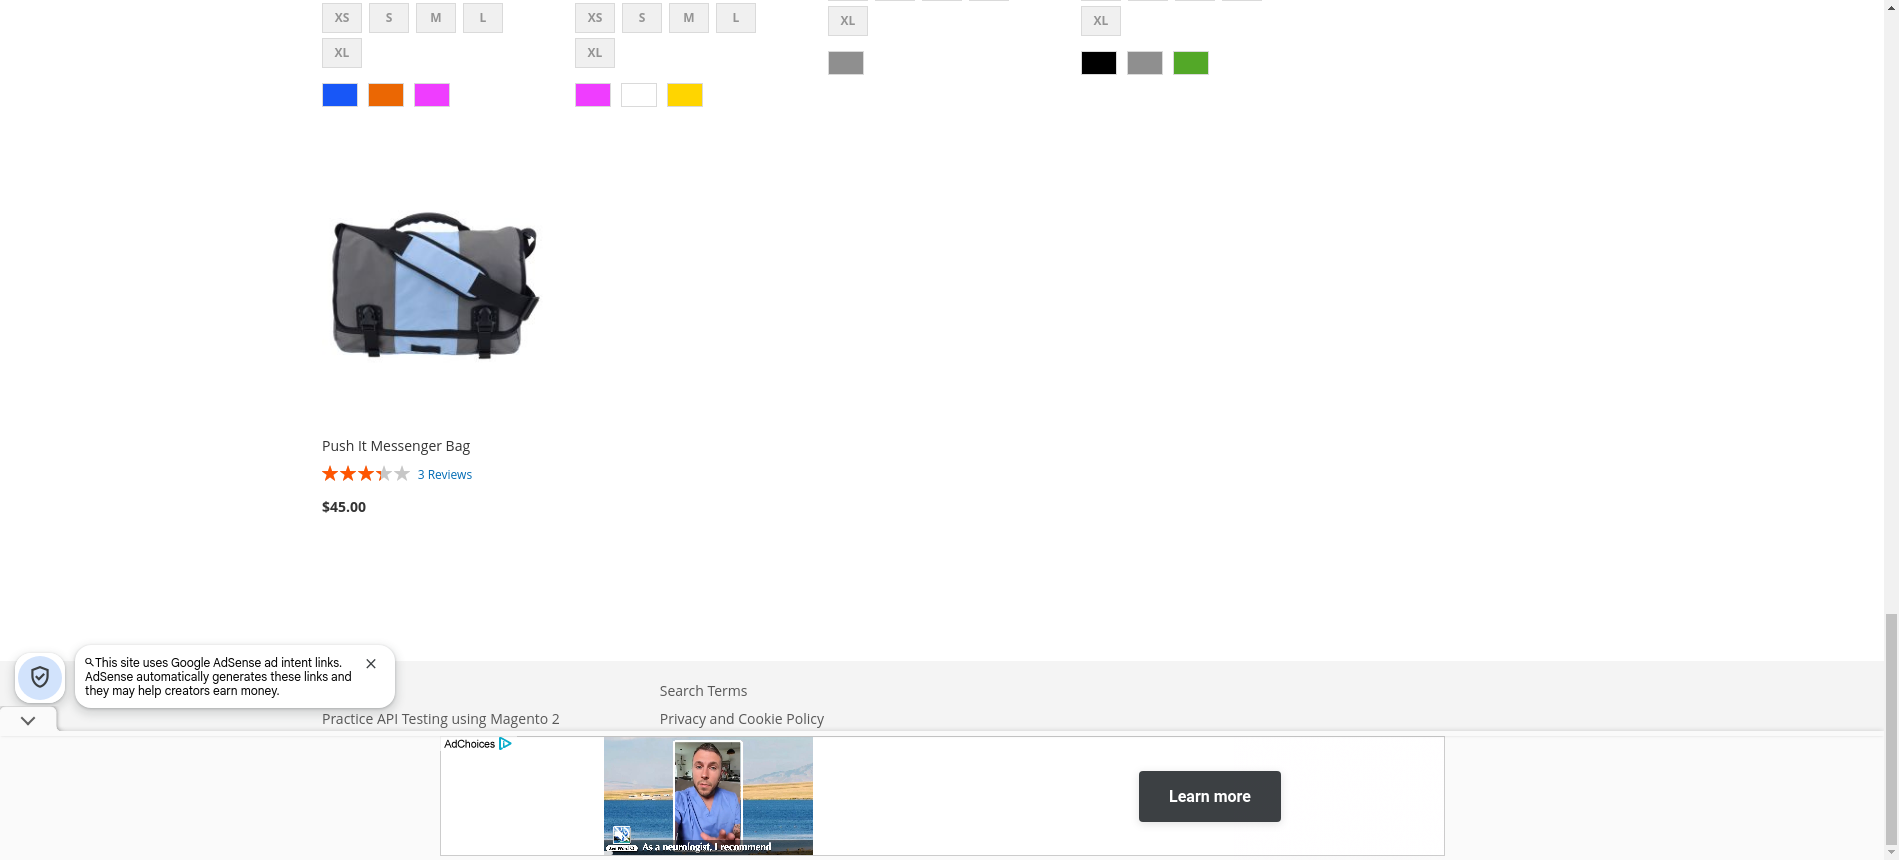 XS S M L
XL
XS S M L
XL
XL
XL
Push It Messenger Bag
3 Reviews
$45.00
This site uses Google AdSense ad intent links.
AdSense automatically generates these links and
they may help creators earn money.
Search Terms
Practice API Testing using Magento 2
Privacy and Cookie Policy
AdChoices
As a neurologist, I recommend
Learn more